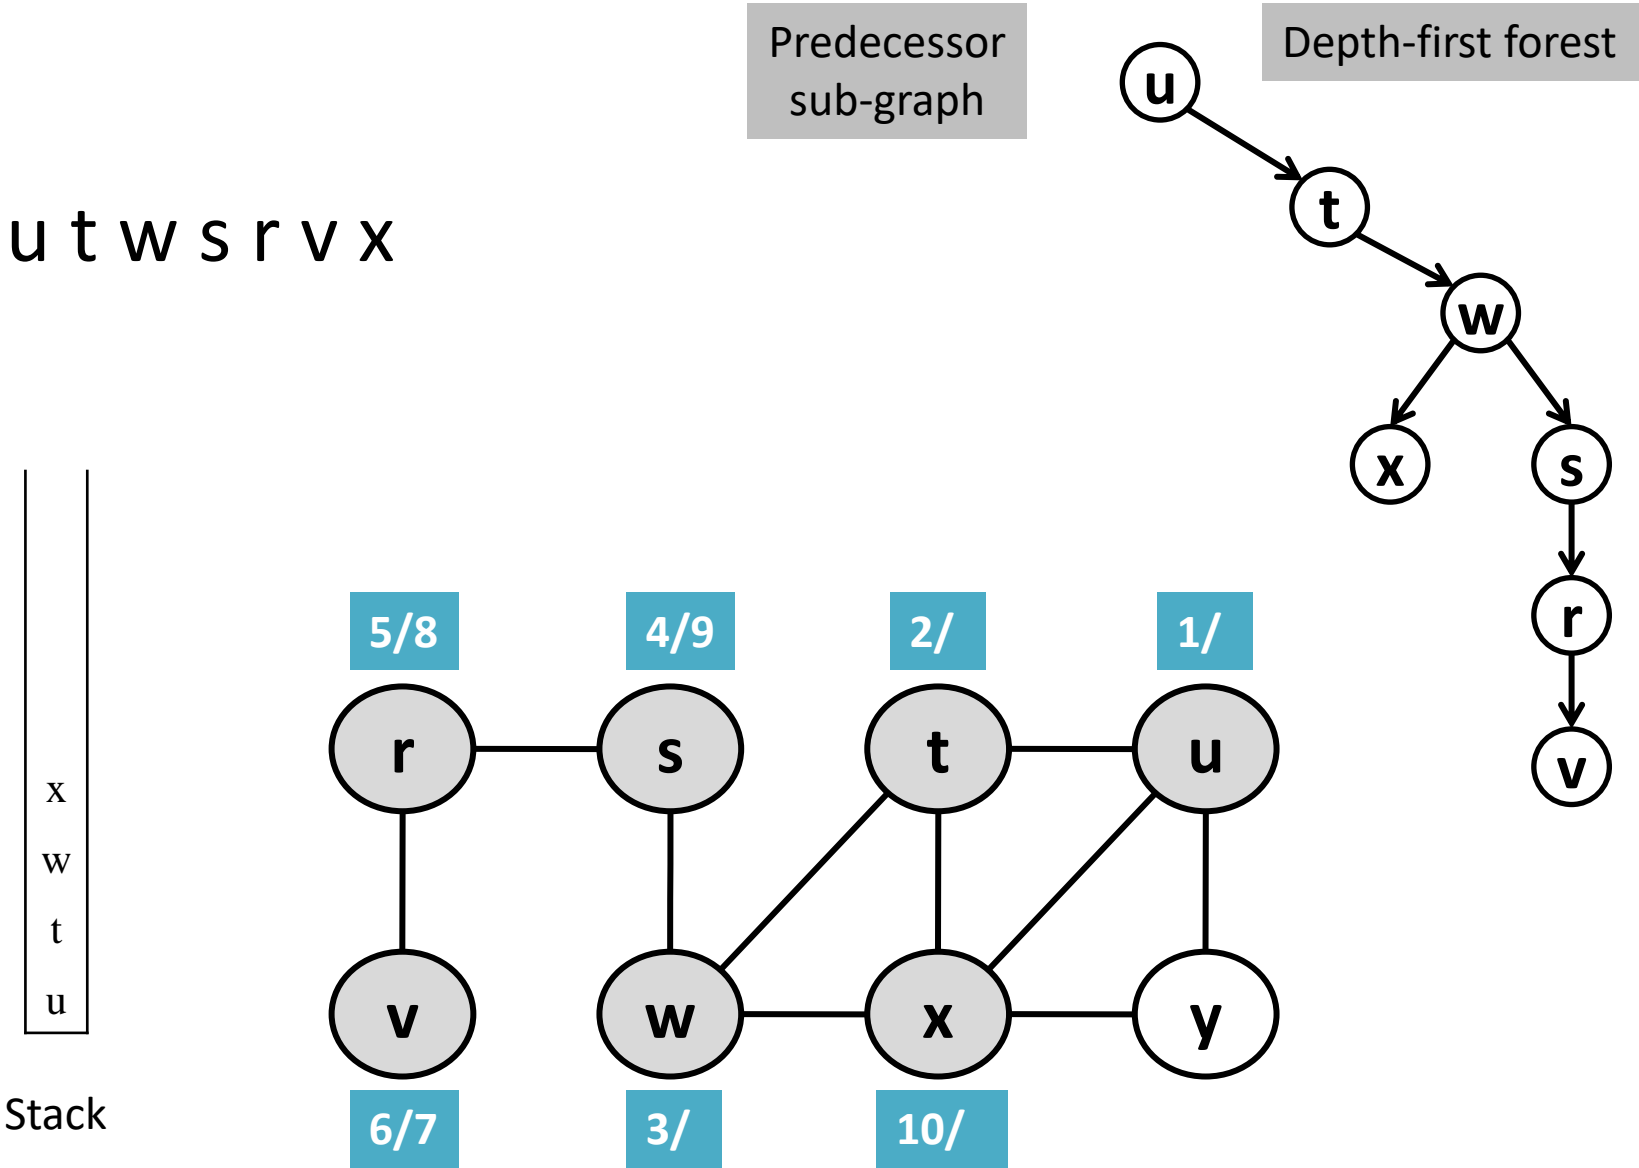 Predecessor
sub-graph
Depth-first forest
u
t
w
x
s
r
v
u t w s r v x
x
w
t
u
Stack
5/8
4/9
2/
1/
r
s
t
u
v
w
x
y
6/7
3/
10/